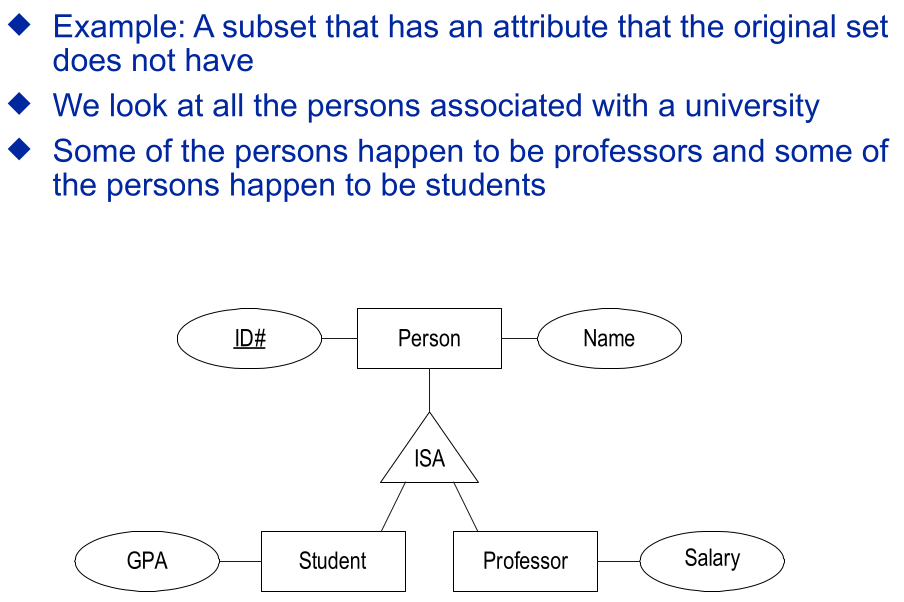 Example: A subset that has an attribute that the original set
does not have
We look at all the persons associated with a university
Some of the persons happen to be professors and some of
the persons happen to be students
ID#
Person
Name
ISA
GPA
Student
Professor
Salary